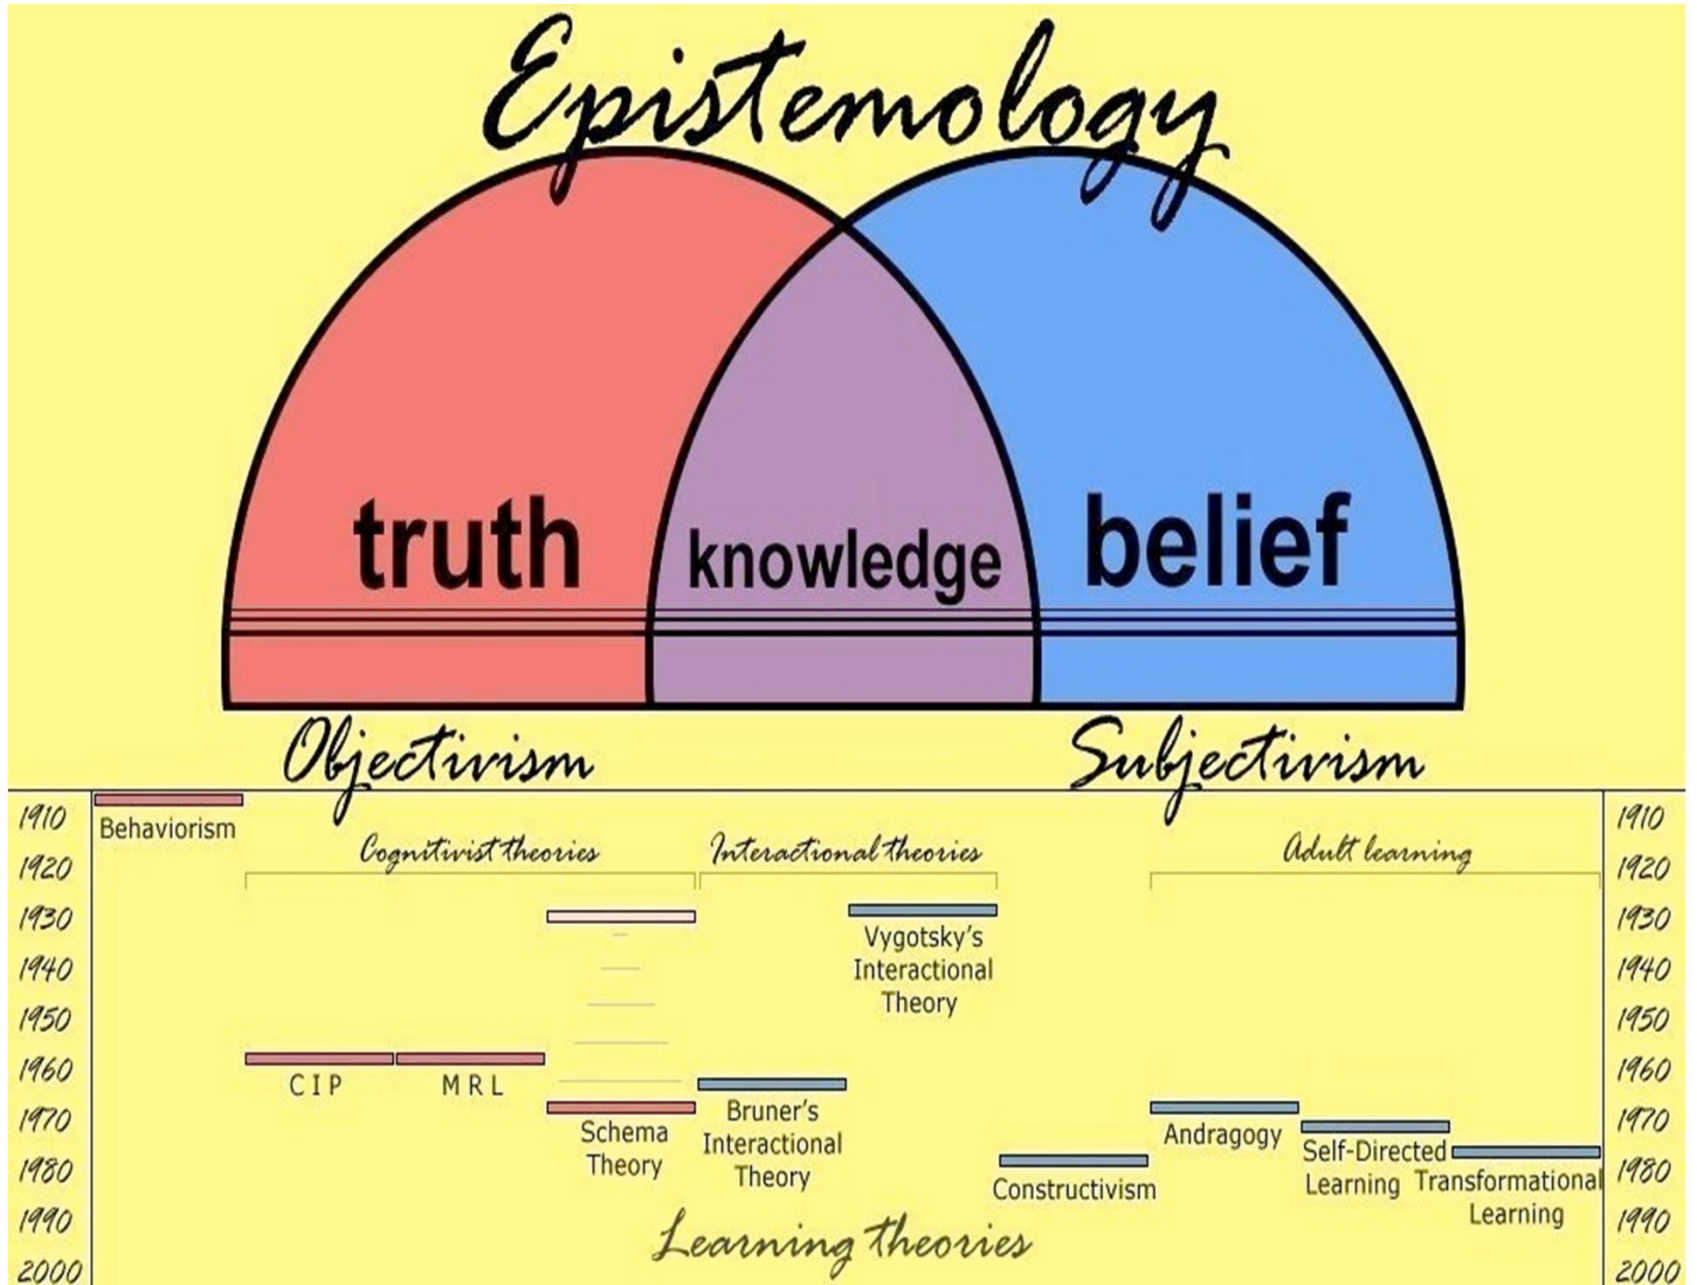 Epistemology
truth
knowledge
belief
Objectivism
Subjectivism
1910
1920
1930
1940
1950
1960
1970
1980
1990
2000
Behaviorism
Cognitivist theories
C I P
M R L
Schema
Theory
Interactional theories
Bruner's
Interactional
Theory
Vygotsky's
Interactional
Theory
Constructivism
Adult learning
Andragogy
Self-Directed
Learning
Transformational
Learning
Learning theories
1910
1920
1930
1940
1950
1960
1970
1980
1990
2000